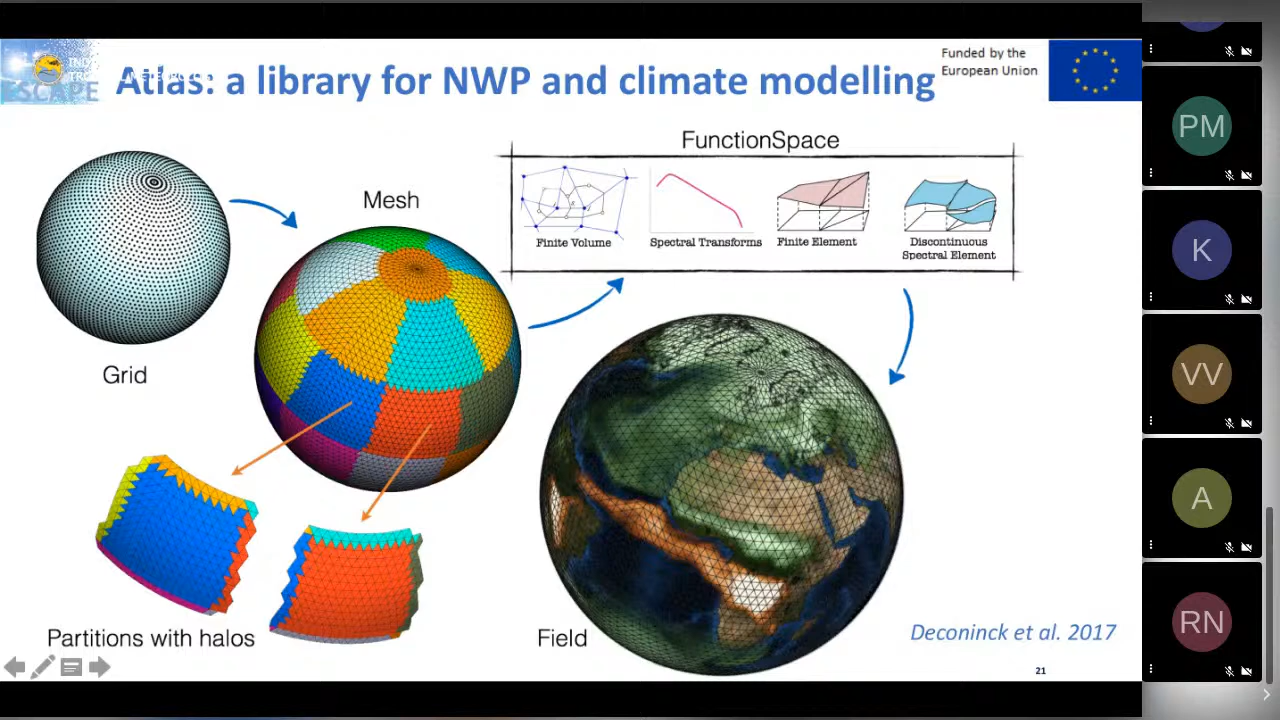 Atlas: a library for NWP and climate modelling
Funded by the
European Union
ESCAPE
FunctionSpace
Mesh
Finite Volume
Spectral Transforms
Finite Element
Discontinuous
Spectral Element
Grid
Partitions with halos
Field
Deconinck et al. 2017
21
PM
K
VV
A
RN